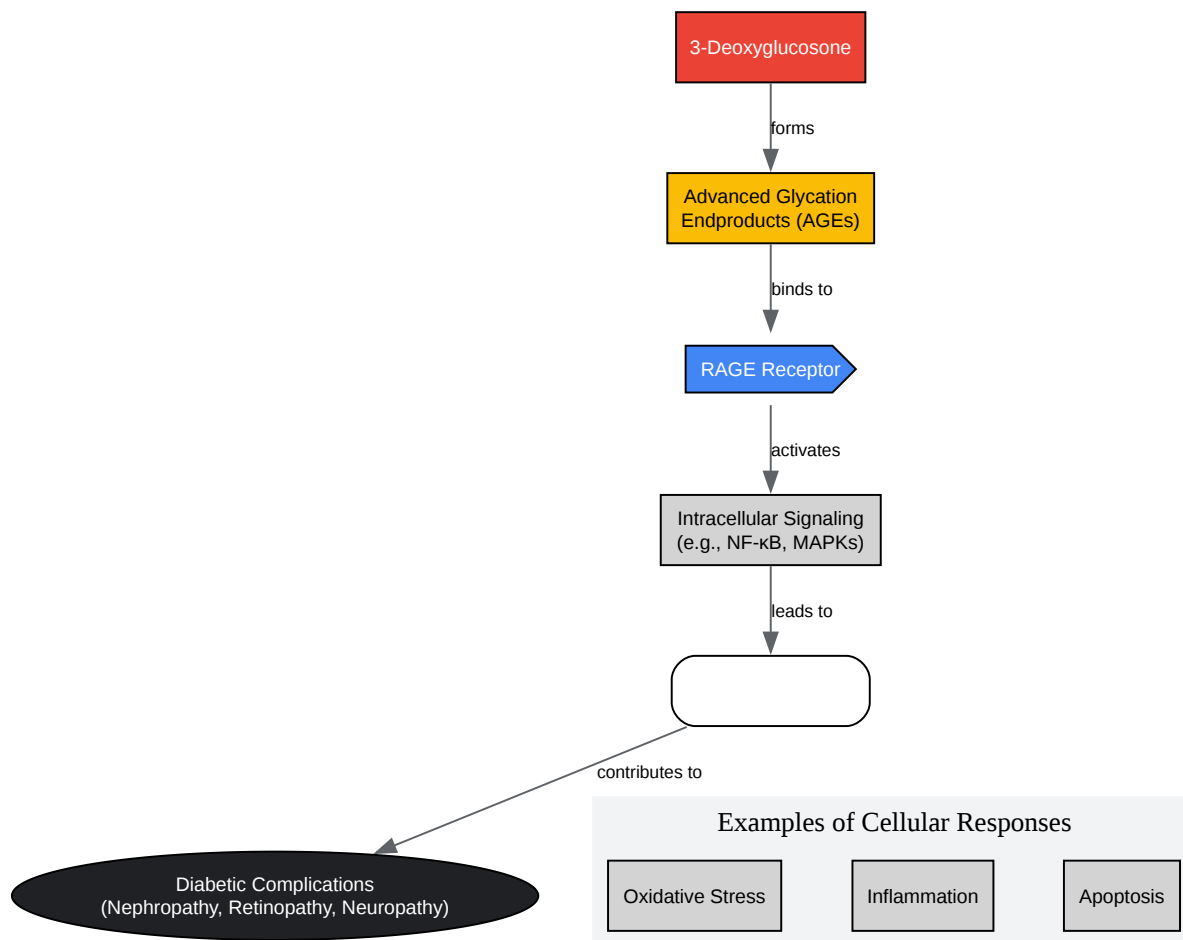 3-Deoxyglucosone
forms
Advanced Glycation
Endproducts (AGEs)
binds to
RAGE Receptor
activates
Intracellular Signaling
(e.g., NF-κB, MAPKs)
leads to
contributes to
Examples of Cellular Responses
Diabetic Complications
(Nephropathy, Retinopathy, Neuropathy)
Oxidative Stress
Inflammation
Apoptosis